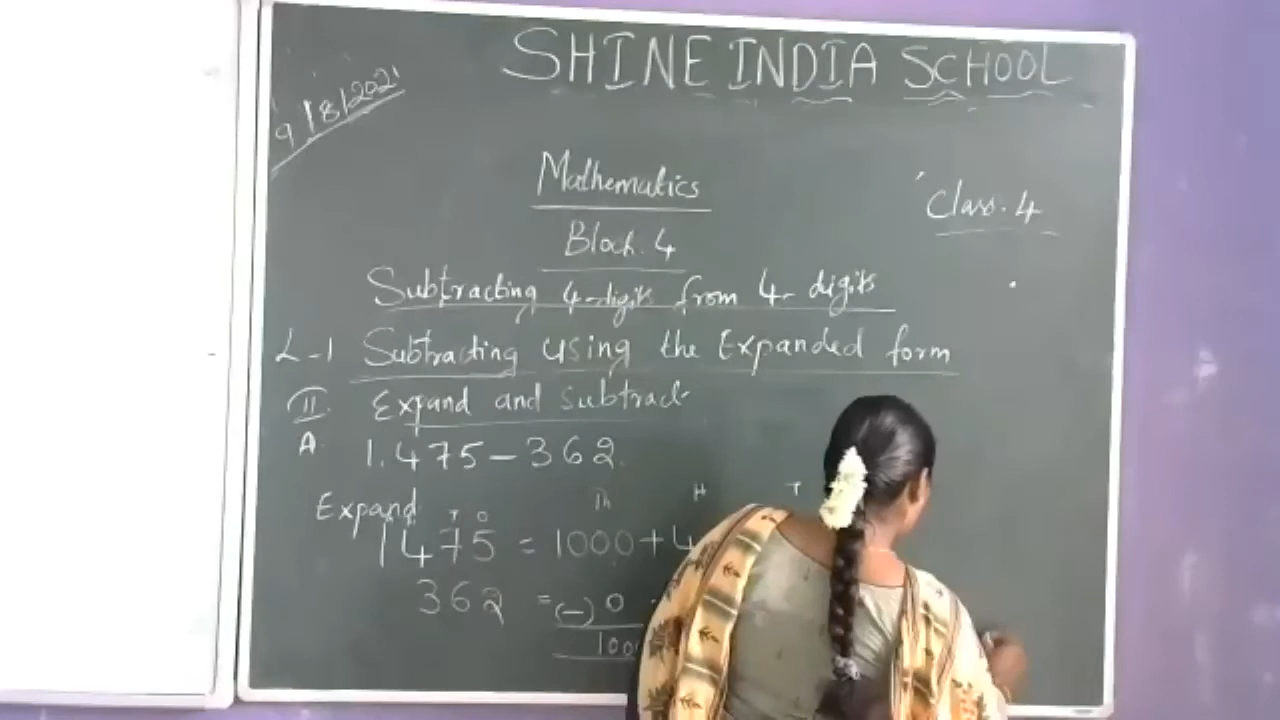 SHINE INDIA SCHOOL
9/8/2021
Mathematics
Class. 4
Block. 4
Subtracting 4-digits from 4- digits
L-1 Subtracting using the Expanded form
II. Expand and subtract
A. 1.475-362.
Expand
T O Th H T
1475 = 1000+4
362 = (-) 0
1000